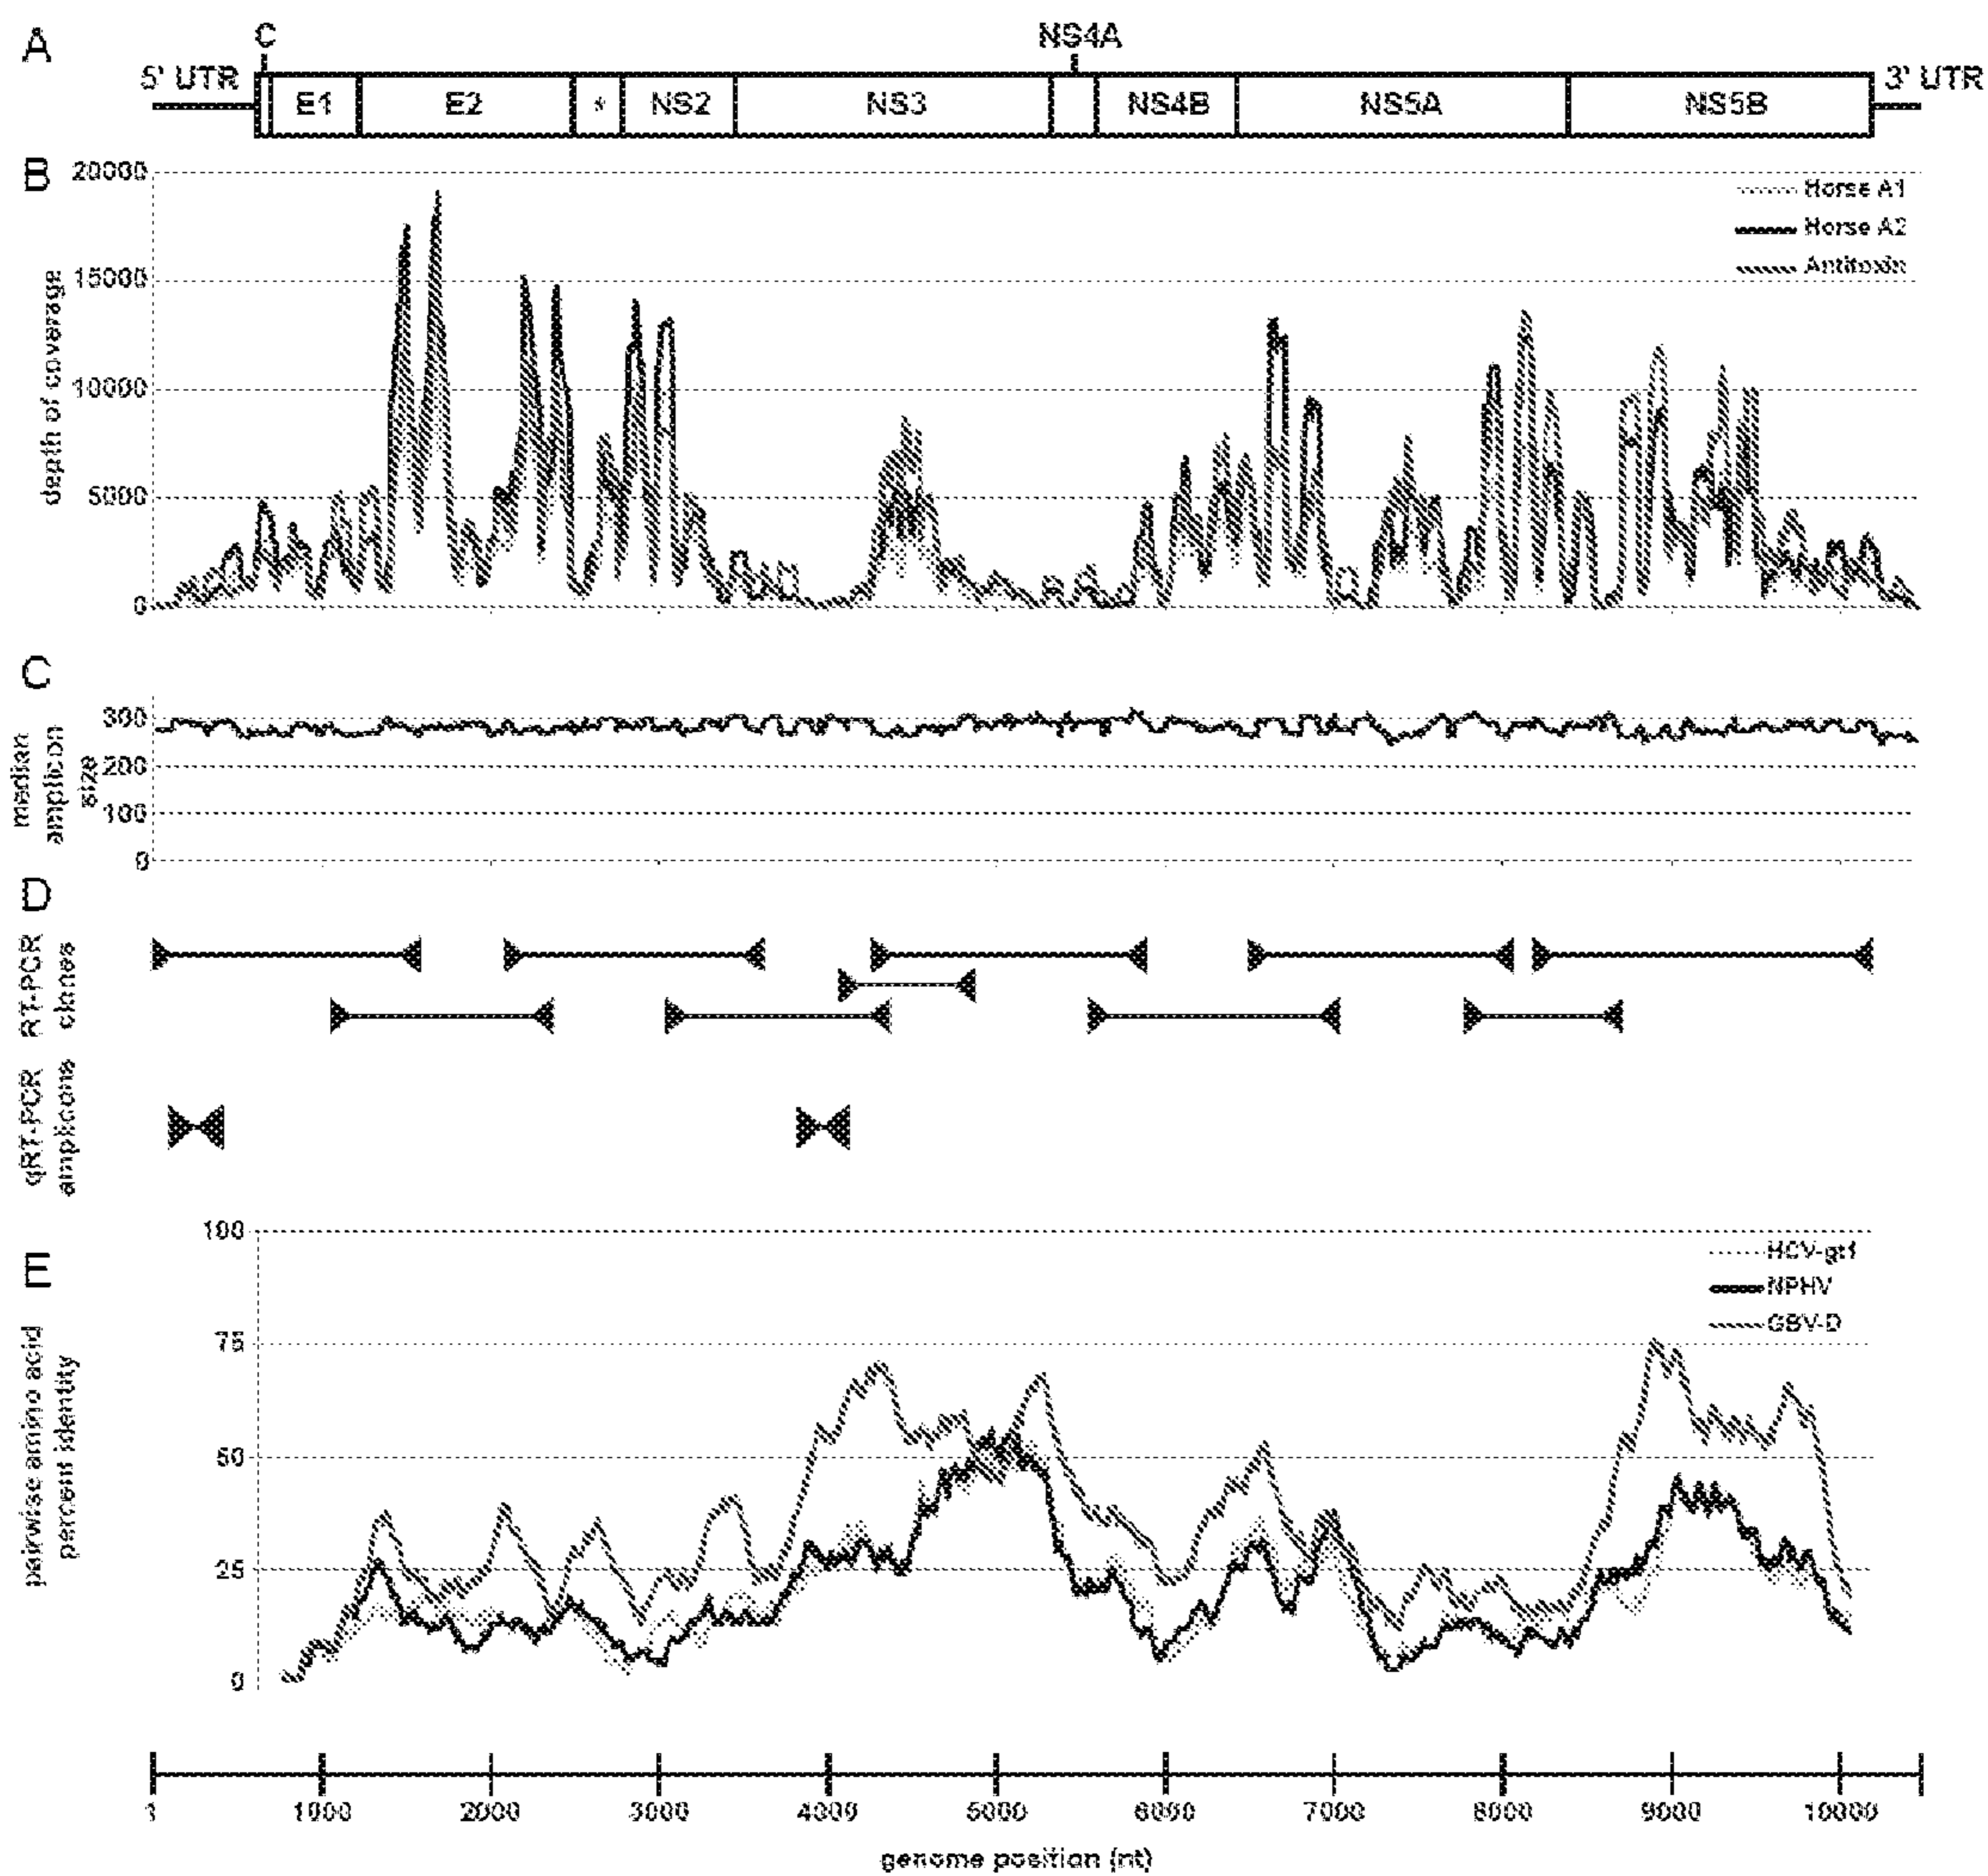 A
C
NS4A
5' UTR
3' UTR
E1
E2
*
NS2
NS3
NS4B
NS5A
NS5B
B
20000
15000
10000
5000
0
depth of coverage
Horse A1
Horse A2
Antitoxin
C
300
200
100
0
median
amplicon
size
D
RT-PCR
clones
qRT-PCR
amplicons
E
100
75
50
25
0
pairwise amino acid
percent identity
HCV-gt1
NPHV
GBV-D
1
1000
2000
3000
4000
5000
6000
7000
8000
9000
10000
genome position (nt)